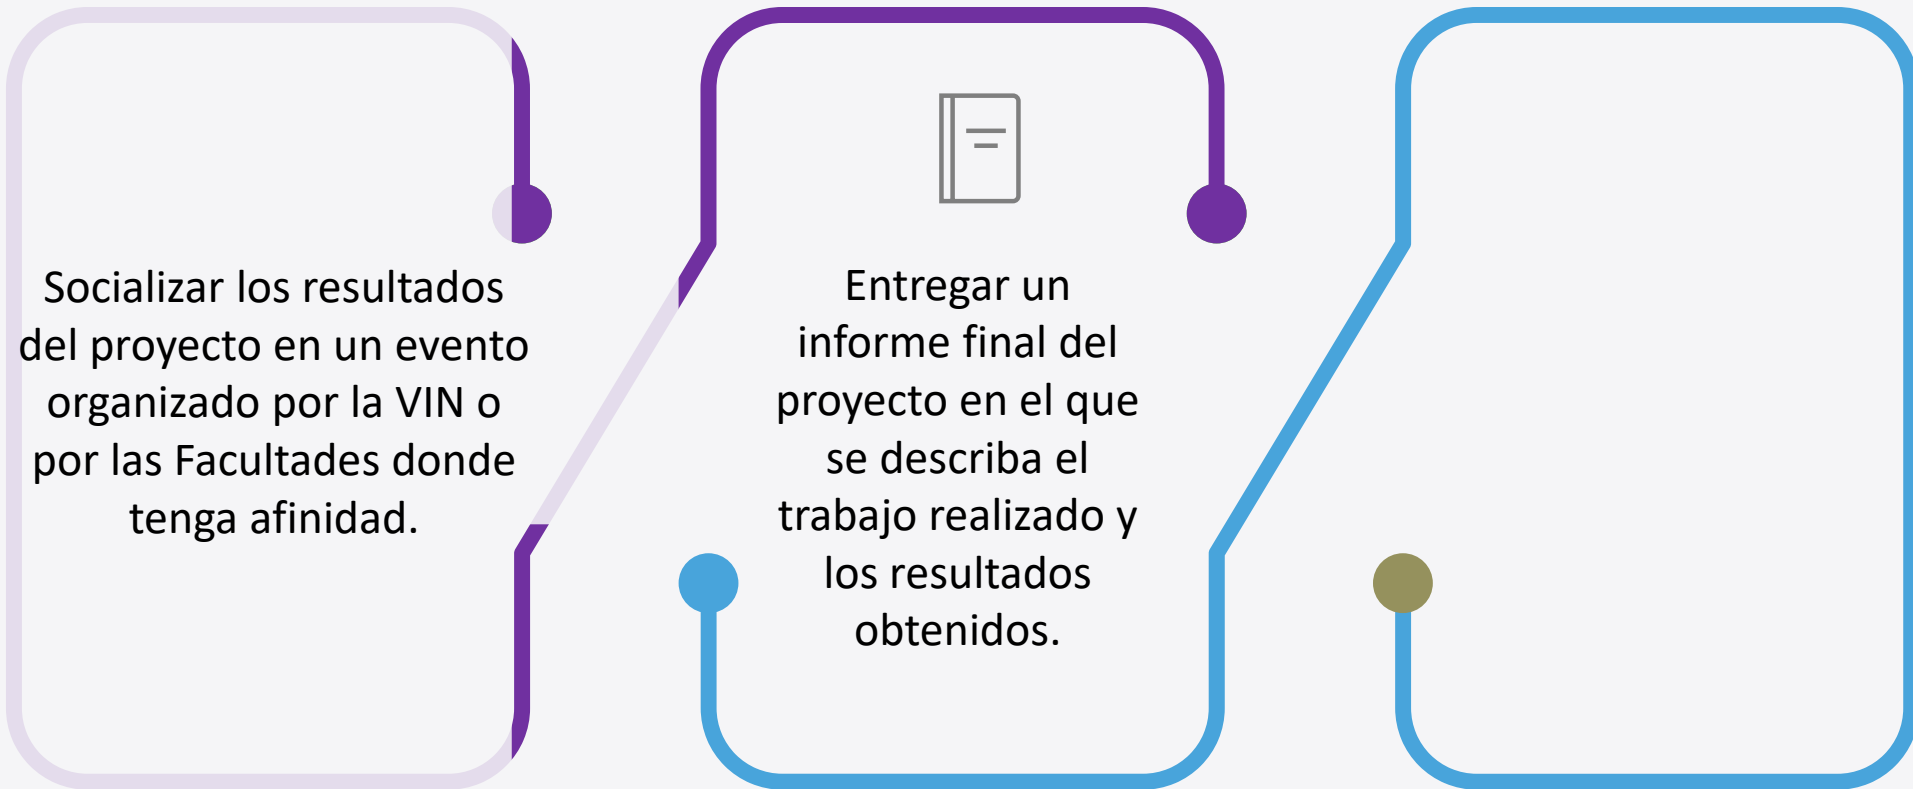 Socializar los resultados
del proyecto en un evento
organizado por la VIN o
por las Facultades donde
tenga afinidad.
Entregar un
informe final del
proyecto en el que
se describa el
trabajo realizado y
los resultados
obtenidos.